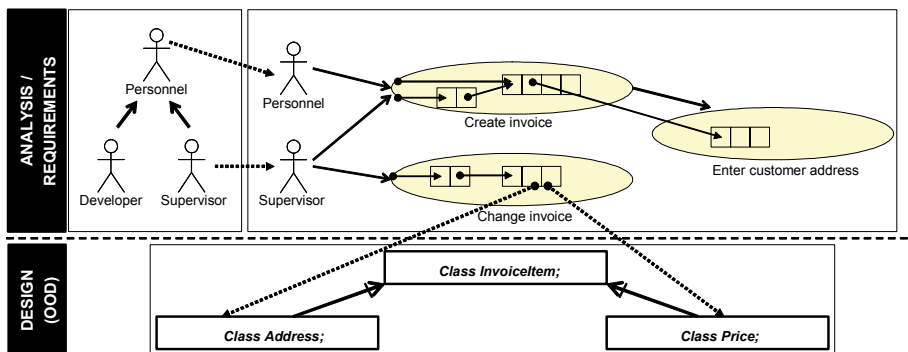 ANALYSIS /
REQUIREMENTS
Personnel
Developer
Supervisor
Personnel
Supervisor
Create invoice
Change invoice
Enter customer address
DESIGN
(OOD)
Class InvoiceItem;
Class Address;
Class Price;